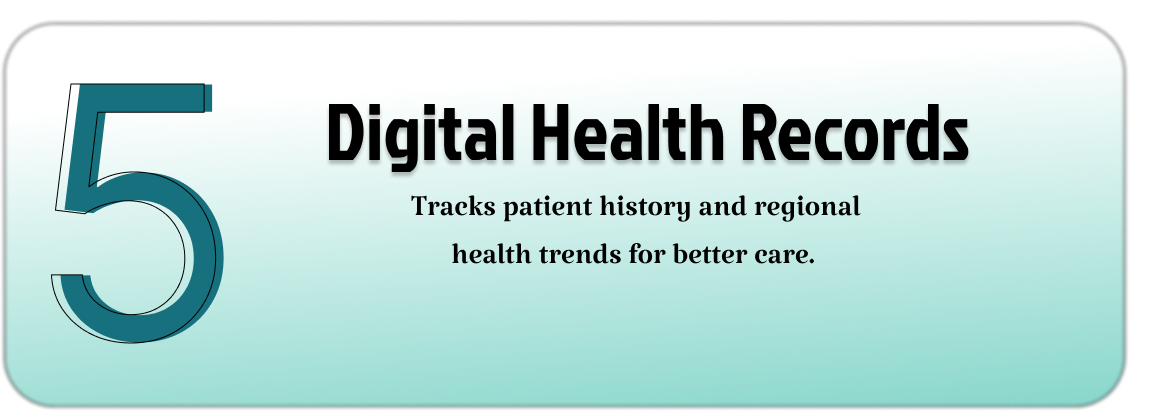 5
Digital Health Records
Tracks patient history and regional
health trends for better care.